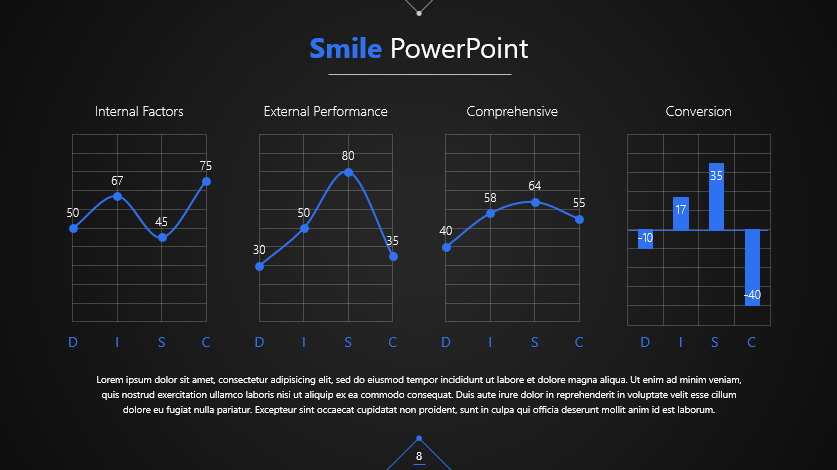 Smile PowerPoint
Internal Factors
75
67
50
45
D I S C
External Performance
80
50
35
30
D I S C
Comprehensive
64
58
55
40
D I S C
Conversion
35
17
-10
-40
D I S C
Lorem ipsum dolor sit amet, consectetur adipisicing elit, sed do eiusmod tempor incididunt ut labore et dolore magna aliqua. Ut enim ad minim veniam,
quis nostrud exercitation ullamco laboris nisi ut aliquip ex ea commodo consequat. Duis aute irure dolor in reprehenderit in voluptate velit esse cillum
dolore eu fugiat nulla pariatur. Excepteur sint occaecat cupidatat non proident, sunt in culpa qui officia deserunt mollit anim id est laborum.
8